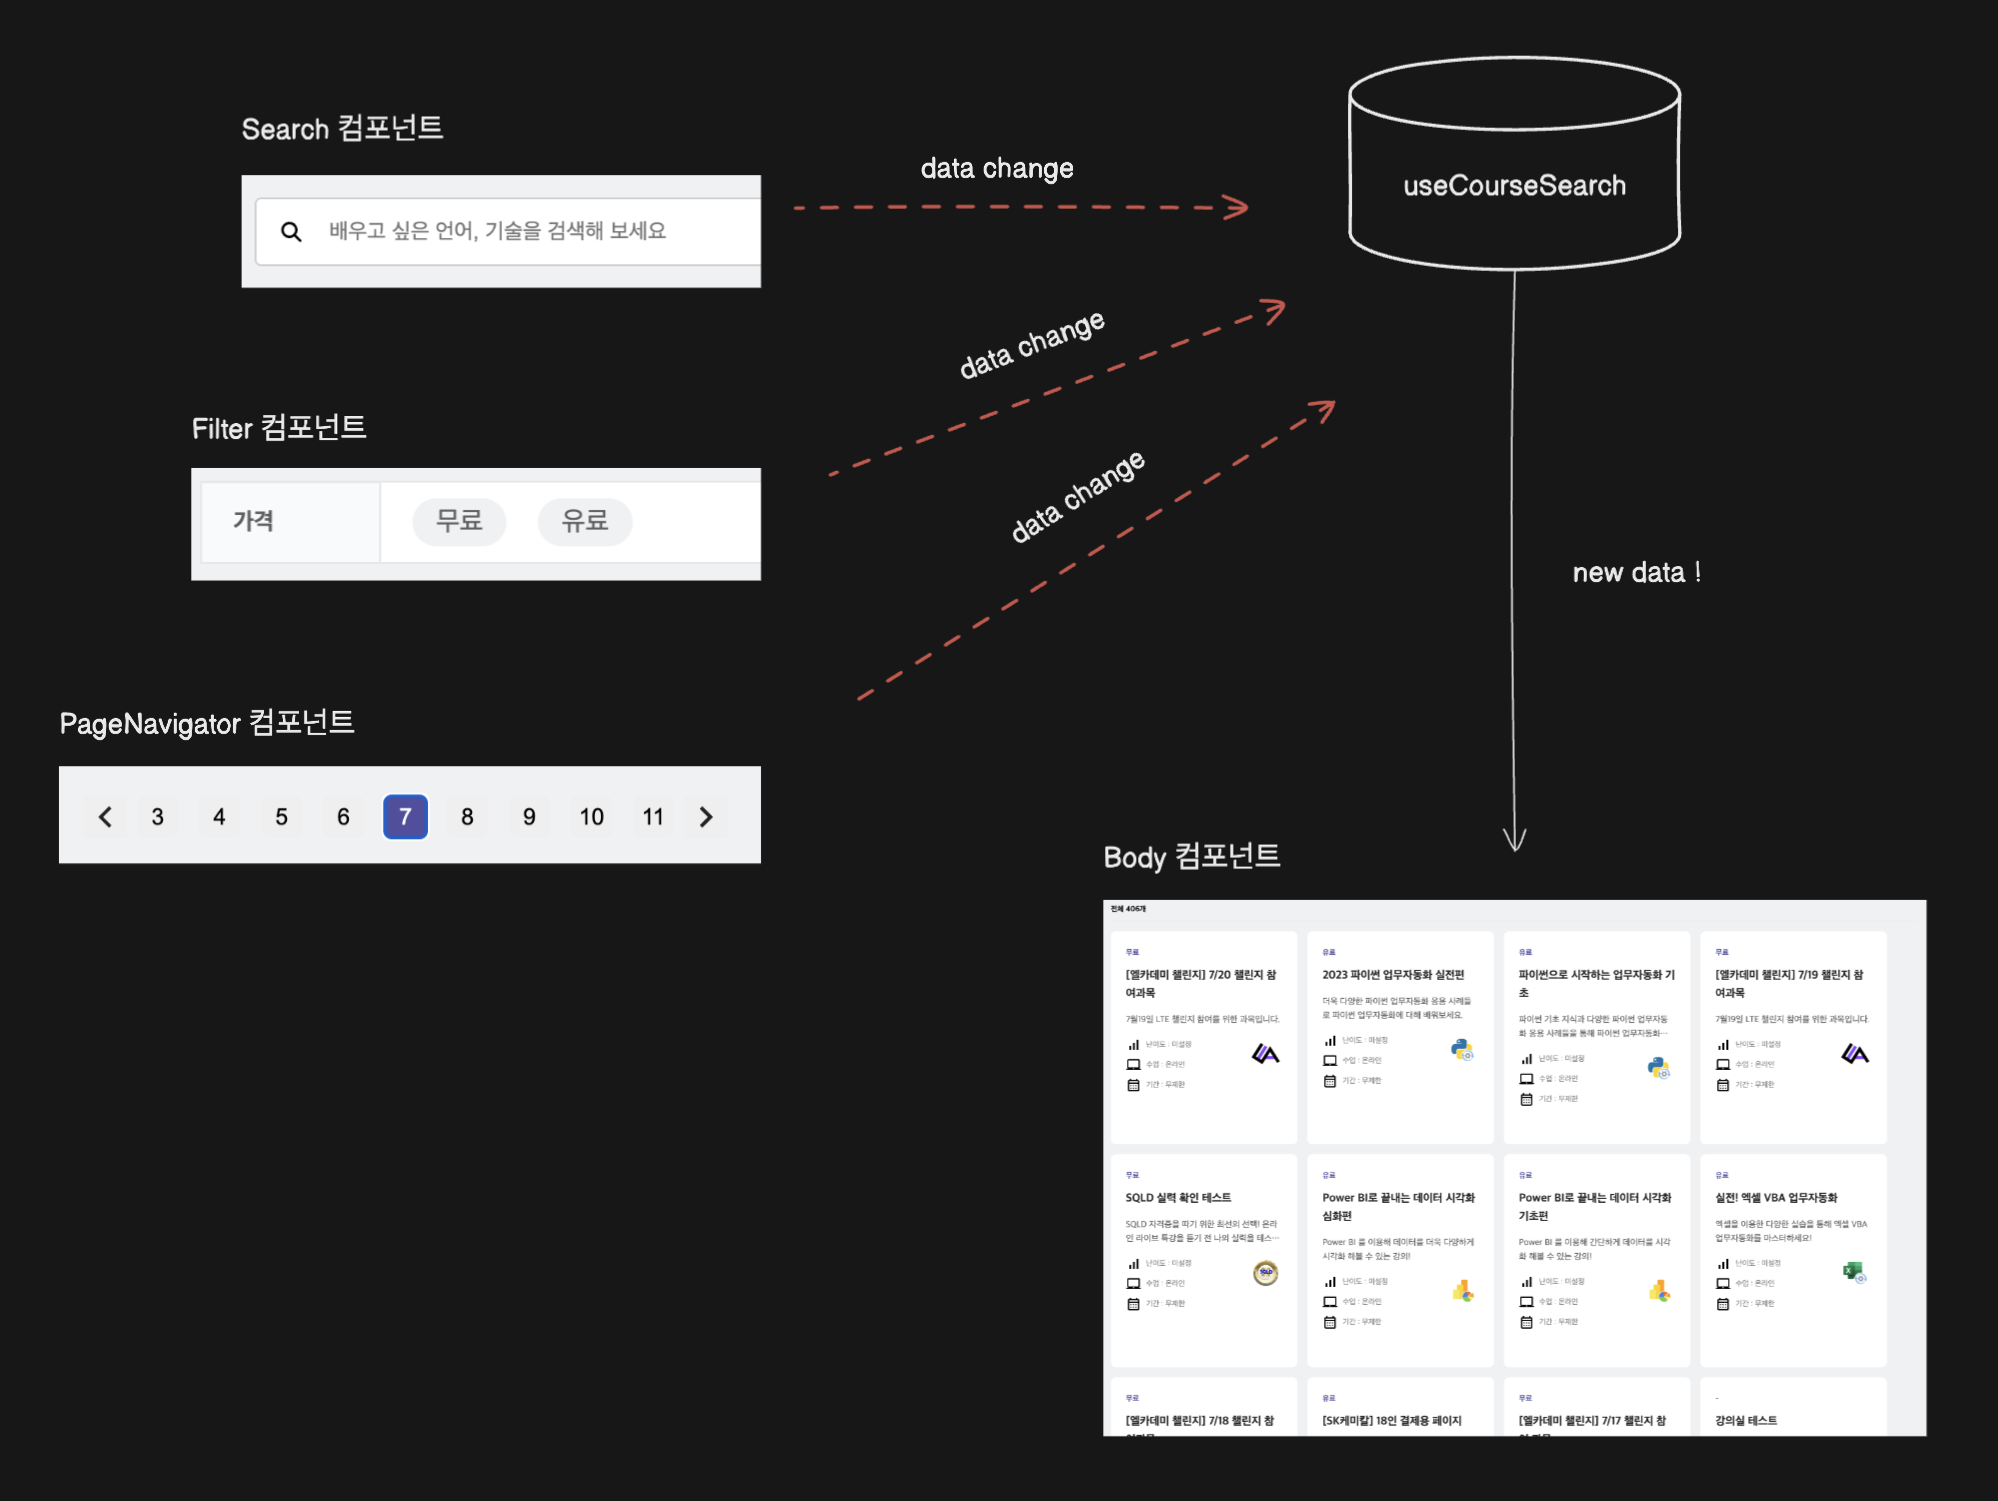 Search 컴포넌트
배우고 싶은 언어, 기술을 검색해 보세요
data change
useCourseSearch
Filter 컴포넌트
가격
무료
유료
data change
data change
new data !
PageNavigator 컴포넌트
3 4 5 6 7 8 9 10 11
Body 컴포넌트
전체 406개
무료
[엘카데미 챌린지] 7/20 챌린지 참
여과목
7월19일 LTE 챌린지 참여를 위한 과목입니다.
난이도 : 미설정
수업 : 온라인
기간 : 무제한
유료
2023 파이썬 업무자동화 실전편
더욱 다양한 파이썬 업무자동화 응용 사례들
로 파이썬 업무자동화에 대해 배워보세요.
난이도 : 미설정
수업 : 온라인
기간 : 무제한
유료
파이썬으로 시작하는 업무자동화 기
초
파이썬 기초 지식과 다양한 파이썬 업무자동
화 응용 사례들을 통해 파이썬 업무자동화…
난이도 : 미설정
수업 : 온라인
기간 : 무제한
무료
[엘카데미 챌린지] 7/19 챌린지 참
여과목
7월19일 LTE 챌린지 참여를 위한 과목입니다.
난이도 : 미설정
수업 : 온라인
기간 : 무제한
무료
SQLD 실력 확인 테스트
SQLD 자격증을 따기 위한 최선의 선택! 온라
인 라이브 특강을 듣기 전 나의 실력을 테스…
난이도 : 미설정
수업 : 온라인
기간 : 무제한
SQLD
유료
Power BI로 끝내는 데이터 시각화
심화편
Power BI 를 이용해 데이터를 더욱 다양하게
시각화 해볼 수 있는 강의!
난이도 : 미설정
수업 : 온라인
기간 : 무제한
유료
Power BI로 끝내는 데이터 시각화
기초편
Power BI 를 이용해 간단하게 데이터를 시각
화 해볼 수 있는 강의!
난이도 : 미설정
수업 : 온라인
기간 : 무제한
유료
실전! 엑셀 VBA 업무자동화
엑셀을 이용한 다양한 실습을 통해 엑셀 VBA
업무자동화를 마스터하세요!
난이도 : 미설정
수업 : 온라인
기간 : 무제한
무료
[엘카데미 챌린지] 7/18 챌린지 참
유료
[SK케미칼] 18인 결제용 페이지
무료
[엘카데미 챌린지] 7/17 챌린지 참
-
강의실 테스트